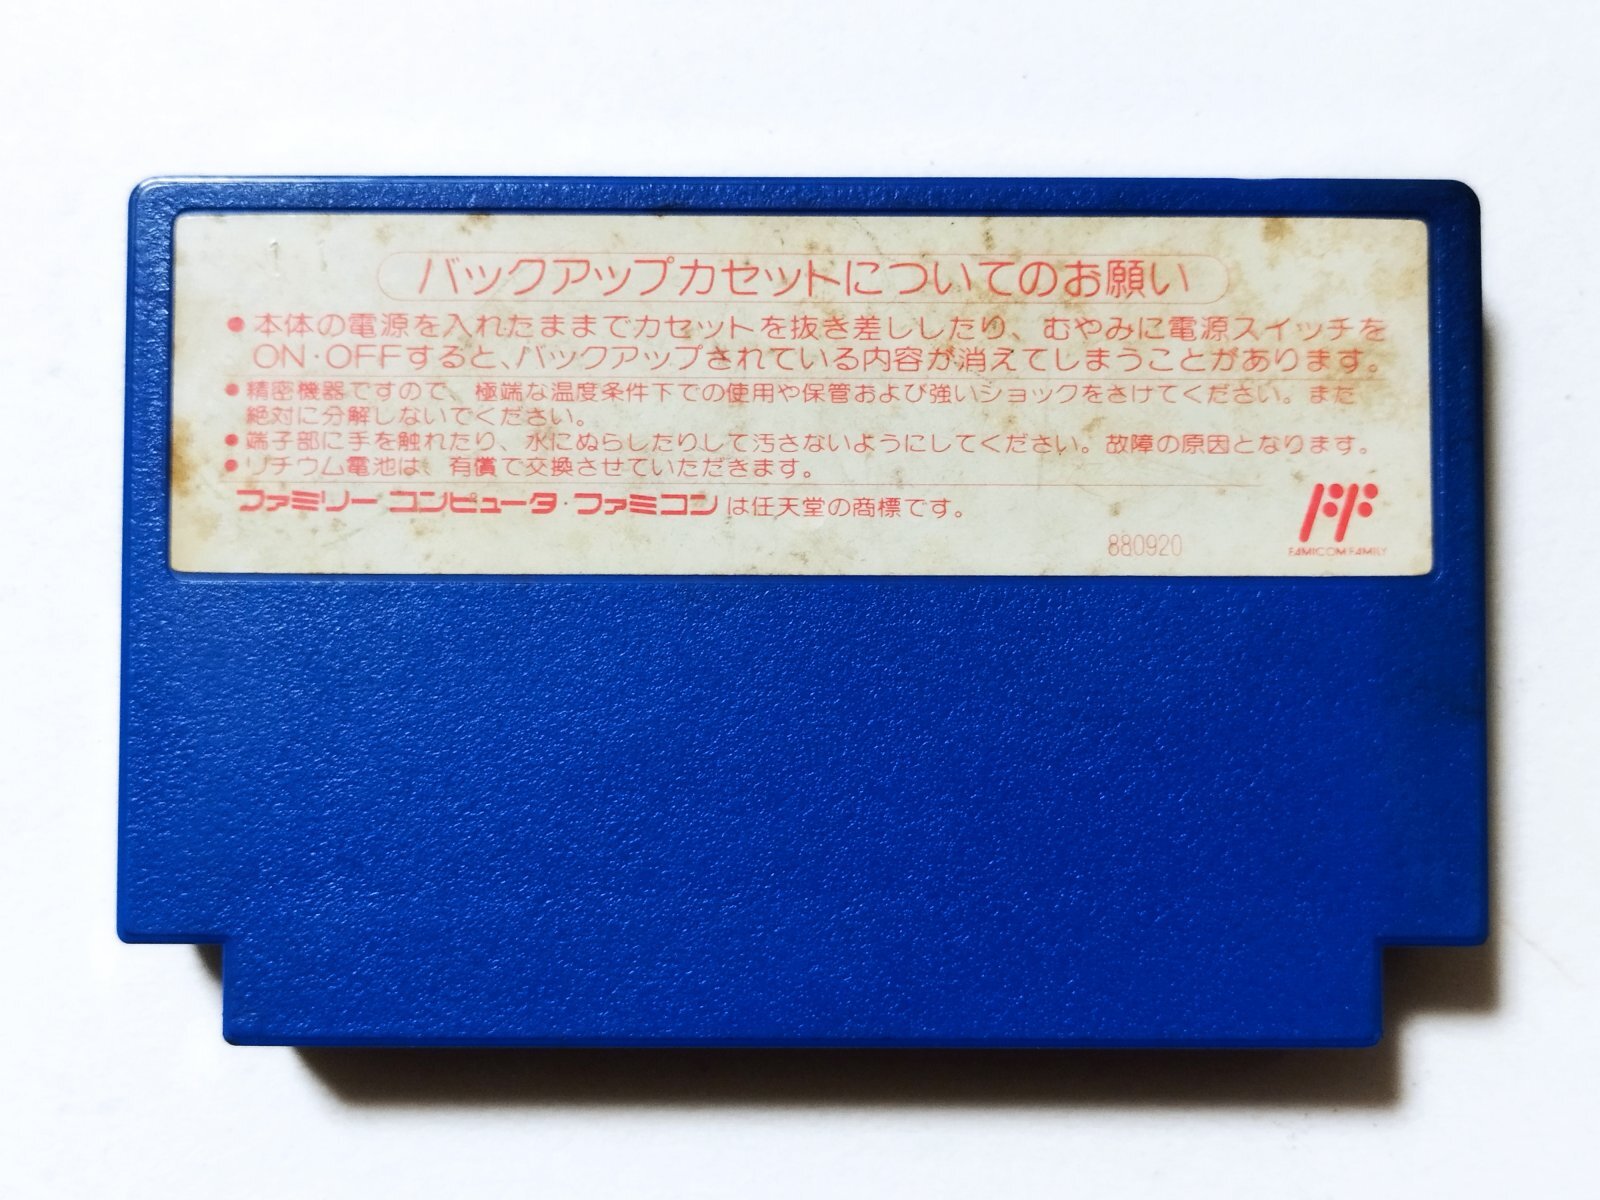 バックアップカセットについてのお願い
●本体の電源を入れたままでカセットを抜き差ししたり、むやみに電源スイッチを
ON・OFFすると、バックアップされている内容が消えてしまうことがあります。
●精密機器ですので、極端な温度条件下での使用や保管および強いショックをさけてください。また
絶対に分解しないでください。
●端子部に手を触れたり、水にぬらしたりして汚さないようにしてください。故障の原因となります。
●リチウム電池は、有償で交換させていただきます。
ファミリーコンピュータ・ファミコンは任天堂の商標です。
880920
FAMICOM FAMILY